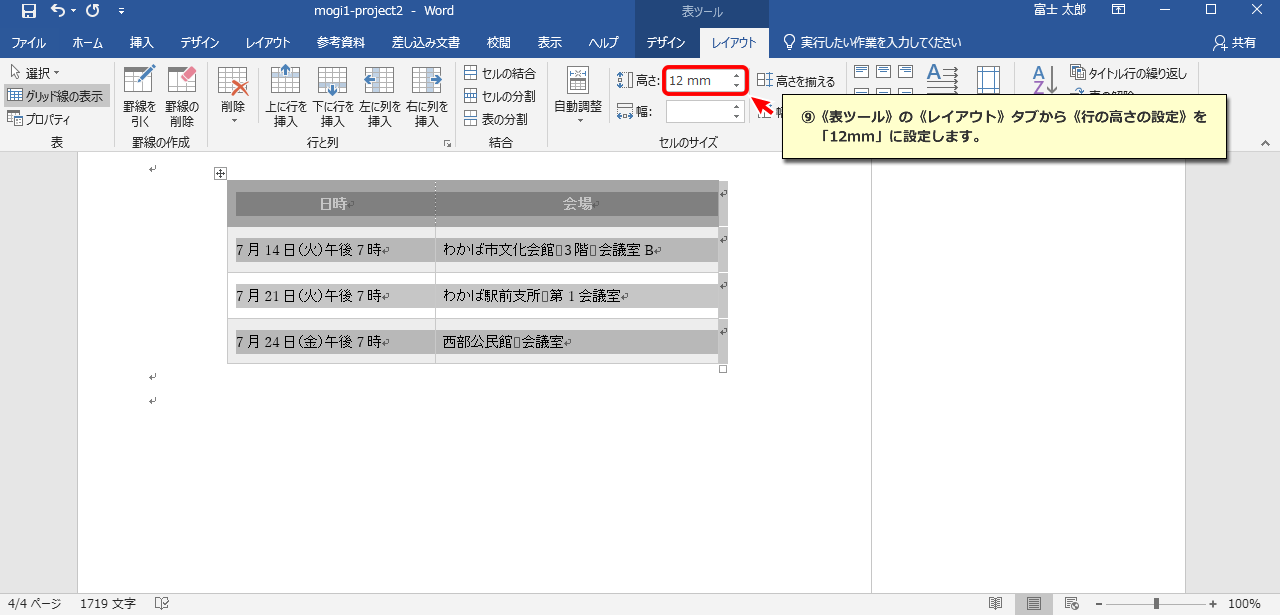 mogi1-project2 - Word
表ツール
富士 太郎
ファイル ホーム 挿入 デザイン レイアウト 参考資料 差し込み文書 校閲 表示 ヘルプ デザイン レイアウト 実行したい作業を入力してください 共有
選択
グリッド線の表示
プロパティ
表
罫線を引く
罫線の削除
罫線の作成
削除
上に行を挿入
下に行を挿入
左に列を挿入
右に列を挿入
行と列
セルの結合
セルの分割
表の分割
結合
自動調整
高さ: 12 mm
幅:
高さを揃える
セルのサイズ
タイトル行の繰り返し
⑨《表ツール》の《レイアウト》タブから《行の高さの設定》を
「12mm」に設定します。
日時 会場
7 月 14 日(火)午後 7 時 わかば市文化会館□3 階□会議室 B
7 月 21 日(火)午後 7 時 わかば駅前支所□第 1 会議室
7 月 24 日(金)午後 7 時 西部公民館□会議室
4/4 ページ 1719 文字
100%